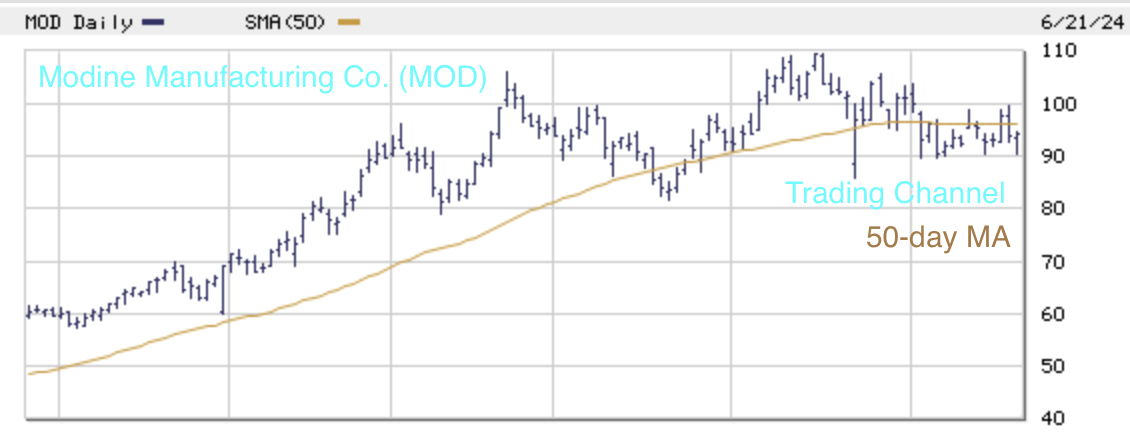 MOD Daily SMA(50) 6/21/24
110
Modine Manufacturing Co. (MOD)
100
90
Trading Channel
80
50-day MA
70
60
50
40